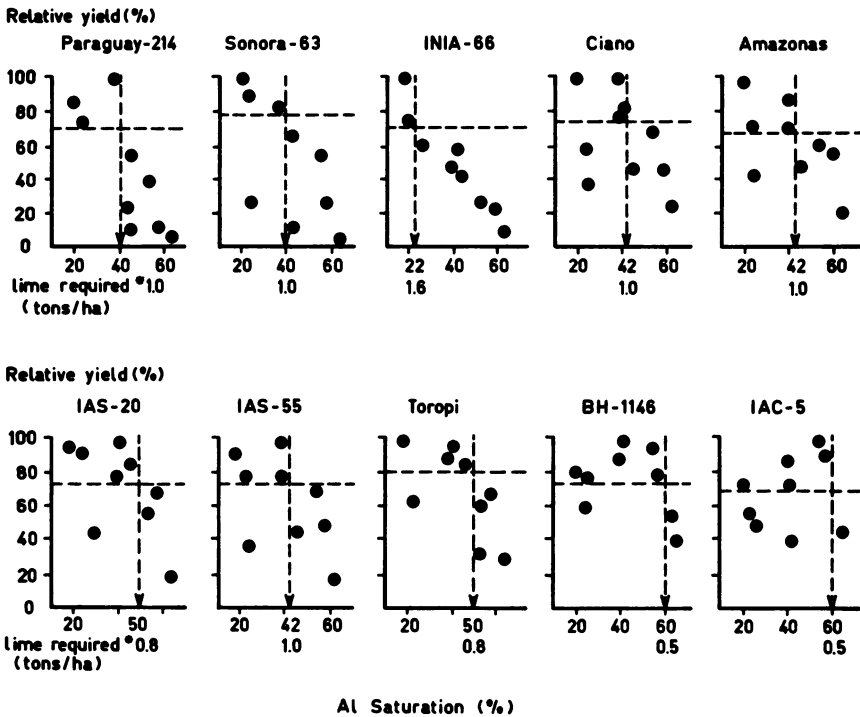 Relative yield (%)
Paraguay-214 Sonora-63 INIA-66 Ciano Amazonas
100
80
60
40
20
0
20 40 60 20 40 60 22 40 60 20 42 60 20 42 60
lime required *1.0 1.0 1.6 1.0 1.0
(tons/ha)
Relative yield (%)
IAS-20 IAS-55 Toropi BH-1146 IAC-5
100
80
60
40
20
0
20 50 20 42 60 20 50 20 40 60 20 40 60
lime required *0.8 1.0 0.8 0.5 0.5
(tons/ha)
Al Saturation (%)